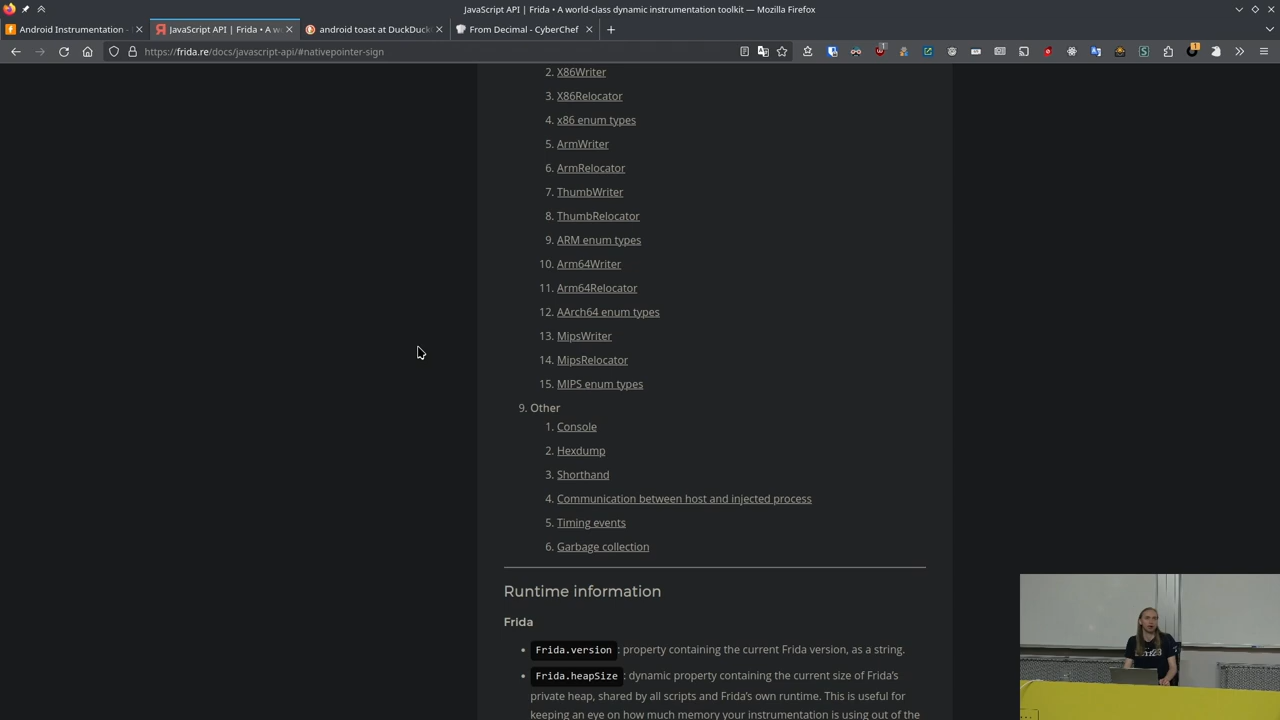 JavaScript API | Frida • A world-class dynamic instrumentation toolkit — Mozilla Firefox
Android Instrumentation
JavaScript API | Frida • A w
android toast at DuckDuck
From Decimal - CyberChef
https://frida.re/docs/javascript-api/#nativepointer-sign
2. X86Writer
3. X86Relocator
4. x86 enum types
5. ArmWriter
6. ArmRelocator
7. ThumbWriter
8. ThumbRelocator
9. ARM enum types
10. Arm64Writer
11. Arm64Relocator
12. AArch64 enum types
13. MipsWriter
14. MipsRelocator
15. MIPS enum types
9. Other
1. Console
2. Hexdump
3. Shorthand
4. Communication between host and injected process
5. Timing events
6. Garbage collection
Runtime information
Frida
• Frida.version: property containing the current Frida version, as a string.
• Frida.heapSize: dynamic property containing the current size of Frida's
private heap, shared by all scripts and Frida's own runtime. This is useful for
keeping an eye on how much memory your instrumentation is using out of the